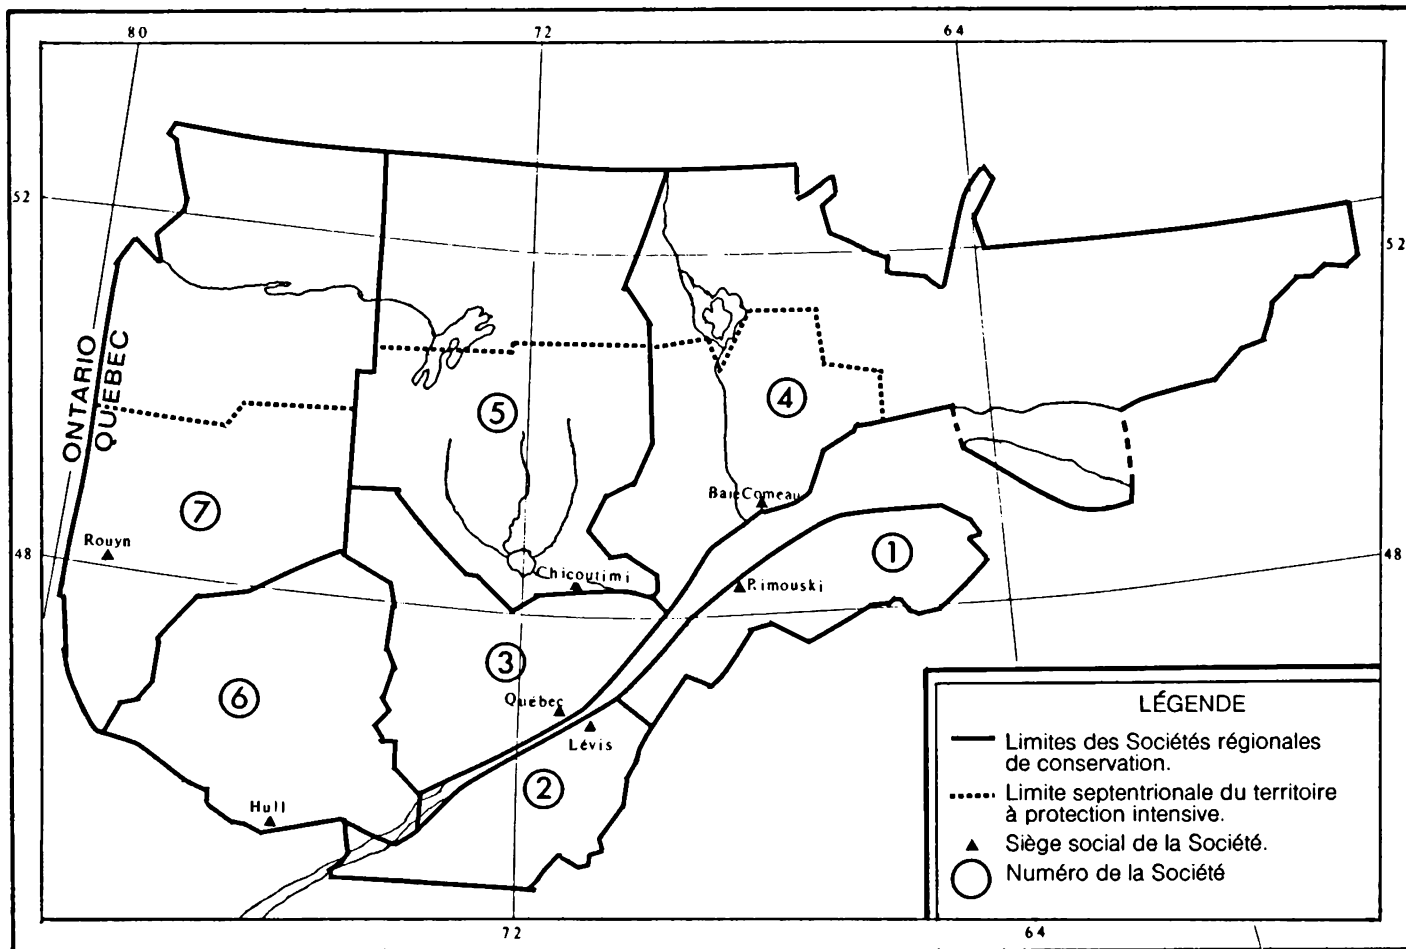 80
72
64
52
52
ONTARIO
QUEBEC
5
4
7
Baie Comeau
Rouyn
48
1
48
Chicoutimi
Rimouski
3
6
Québec
Lévis
2
Hull
LÉGENDE
Limites des Sociétés régionales
de conservation.
Limite septentrionale du territoire
à protection intensive.
Siège social de la Société.
Numéro de la Société
72
64